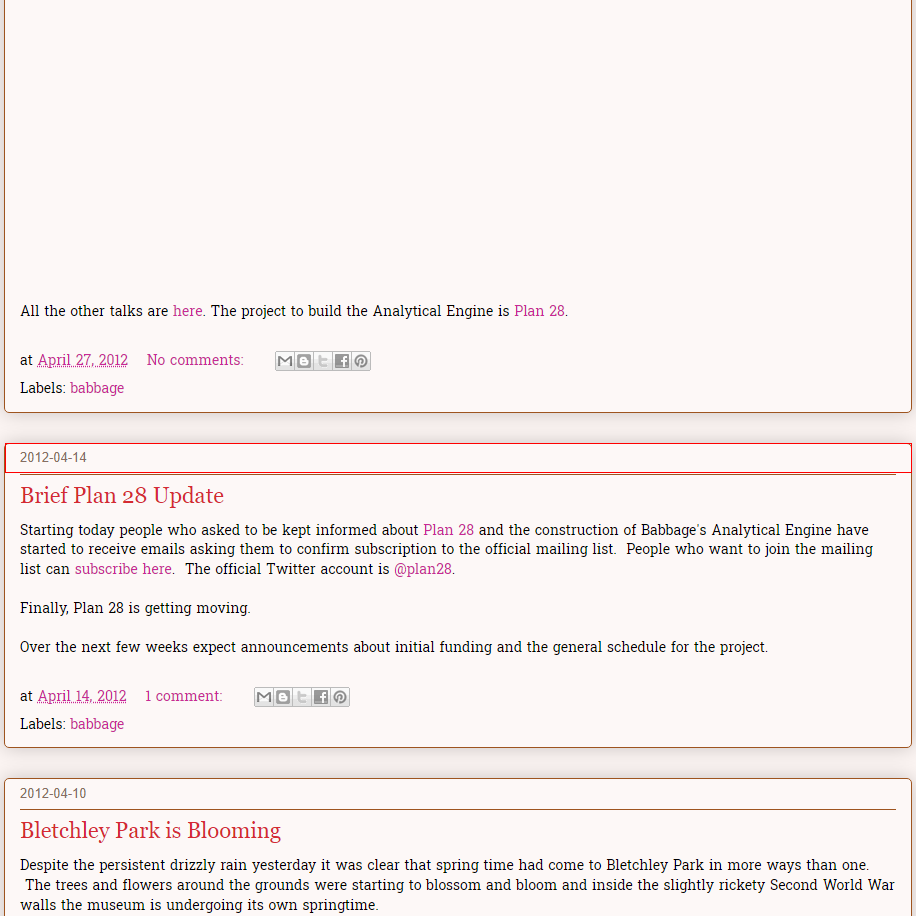 All the other talks are here. The project to build the Analytical Engine is Plan 28.
at April 27, 2012 No comments:
Labels: babbage
2012-04-14
Brief Plan 28 Update
Starting today people who asked to be kept informed about Plan 28 and the construction of Babbage's Analytical Engine have
started to receive emails asking them to confirm subscription to the official mailing list.  People who want to join the mailing
list can subscribe here.  The official Twitter account is @plan28.
Finally, Plan 28 is getting moving.
Over the next few weeks expect announcements about initial funding and the general schedule for the project.
at April 14, 2012 1 comment:
Labels: babbage
2012-04-10
Bletchley Park is Blooming
Despite the persistent drizzly rain yesterday it was clear that spring time had come to Bletchley Park in more ways than one.
The trees and flowers around the grounds were starting to blossom and bloom and inside the slightly rickety Second World War
walls the museum is undergoing its own springtime.